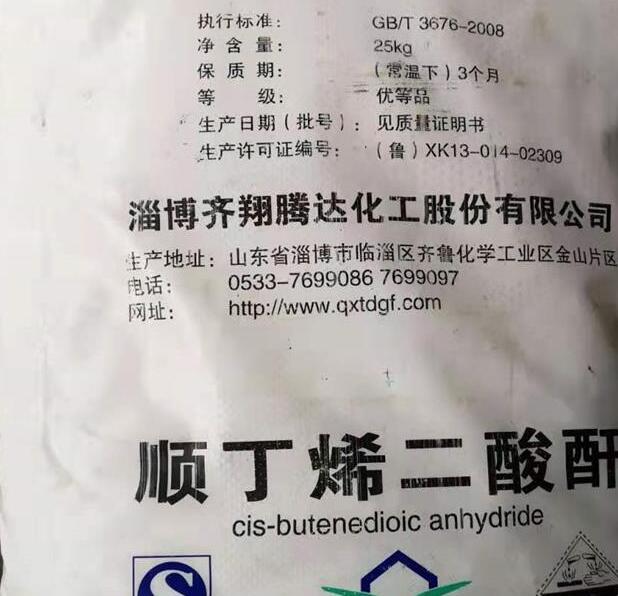 执行标准： GB/T 3676-2008
净含量： 25kg
保质期： （常温下）3个月
等级： 优等品
生产日期（批号）： 见质量证明书
生产许可证编号： （鲁）XK13-014-02309
淄博齐翔腾达化工股份有限公司
生产地址：山东省淄博市临淄区齐鲁化学工业区金山片区
电话： 0533-7699086 7699097
网址： http://www.qxtdgf.com
顺丁烯二酸酐
cis-butenedioic anhydride